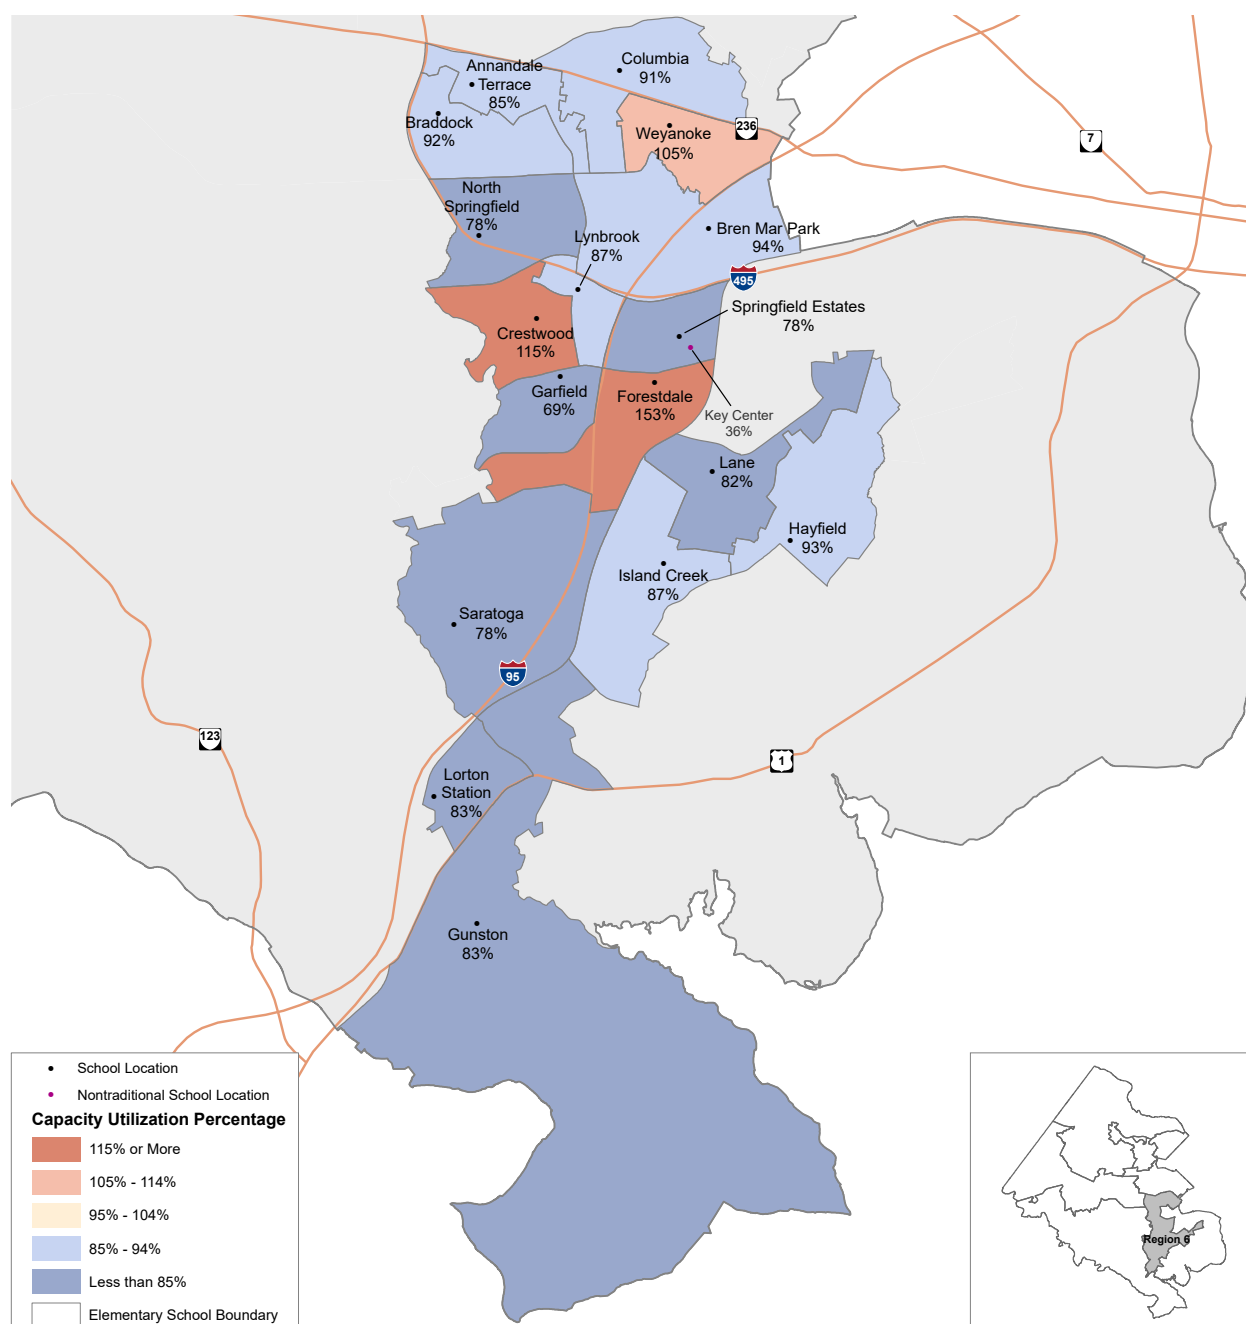 Columbia
91%
Annandale
Terrace
85%
Braddock
92%
Weyanoke
105%
236
7
North
Springfield
78%
Lynbrook
87%
Bren Mar Park
94%
495
Springfield Estates
78%
Crestwood
115%
Garfield
69%
Forestdale
153%
Key Center
36%
Lane
82%
Hayfield
93%
Island Creek
87%
Saratoga
78%
95
123
1
Lorton
Station
83%
Gunston
83%
School Location
Nontraditional School Location
Capacity Utilization Percentage
115% or More
105% - 114%
95% - 104%
85% - 94%
Less than 85%
Elementary School Boundary
Region 6